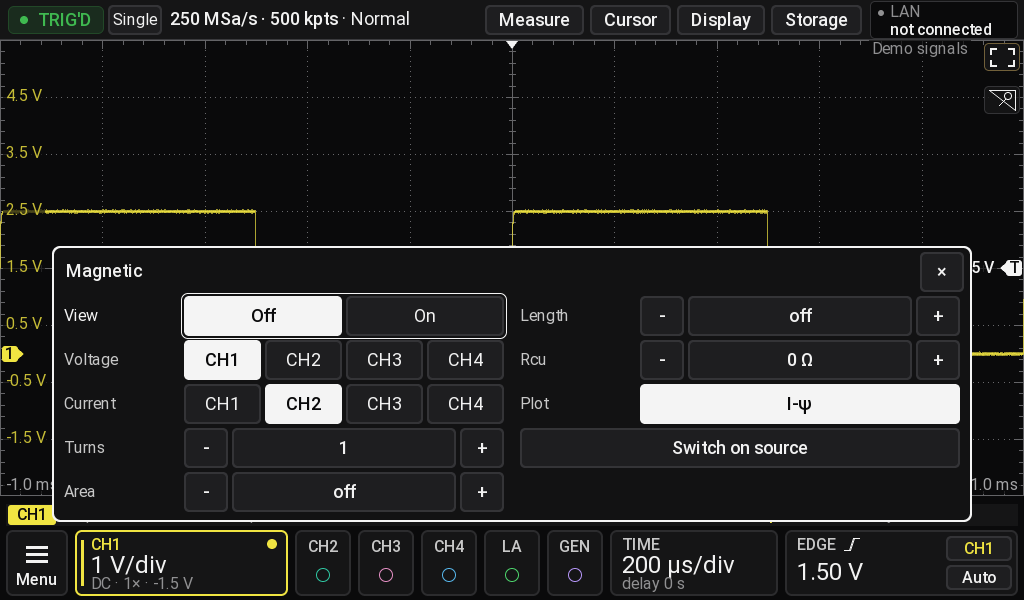 TRIG'D Single 250 MSa/s · 500 kpts · Normal Measure Cursor Display Storage LAN
not connected
Demo signals
4.5 V
3.5 V
2.5 V
1.5 V
5 V T
0.5 V
1
-0.5 V
-1.5 V
-1.0 ms
1.0 ms
Magnetic ×
View Off On
Voltage CH1 CH2 CH3 CH4
Current CH1 CH2 CH3 CH4
Turns - 1 +
Area - off +
Length - off +
Rcu - 0 Ω +
Plot I-ψ
Switch on source
CH1
Menu
CH1
1 V/div
DC · 1× · -1.5 V
CH2 CH3 CH4 LA GEN
TIME
200 µs/div
delay 0 s
EDGE CH1
1.50 V Auto